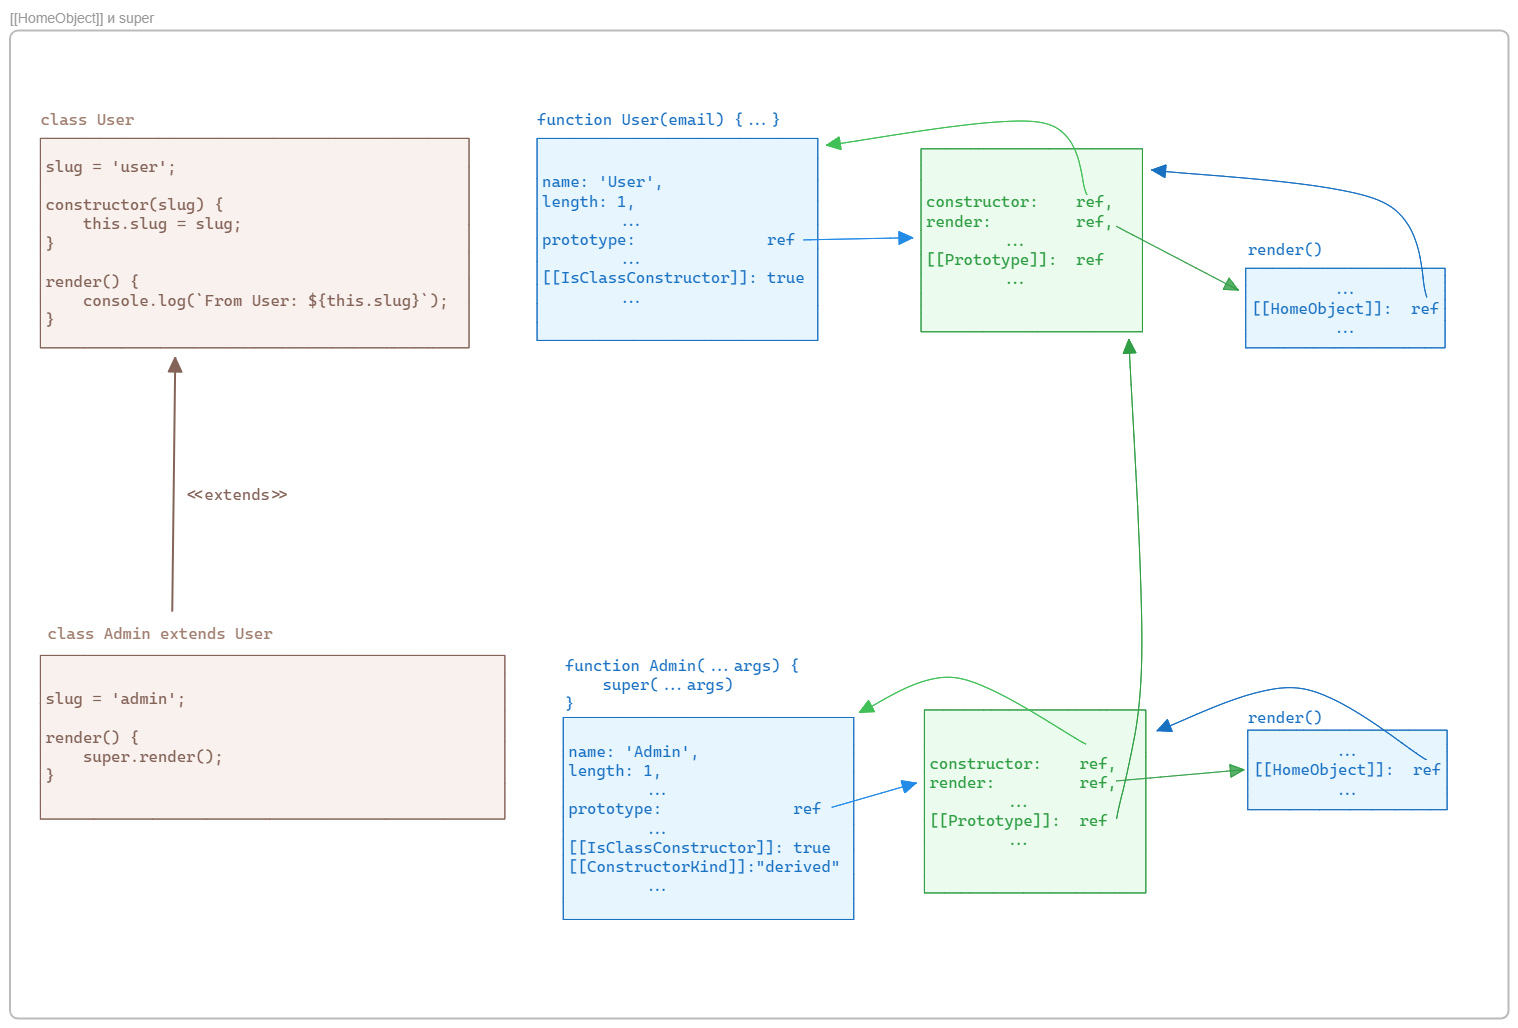 [[HomeObject]] и super
class User
slug = 'user';
constructor(slug) {
    this.slug = slug;
}
render() {
    console.log(`From User: ${this.slug}`);
}
<<extends>>
class Admin extends User
slug = 'admin';
render() {
    super.render();
}
function User(email) {...}
name: 'User',
length: 1,
...
prototype: ref
...
[[IsClassConstructor]]: true
...
constructor: ref,
render: ref,
...
[[Prototype]]: ref
...
render()
...
[[HomeObject]]: ref
...
function Admin(...args) {
    super(...args)
}
name: 'Admin',
length: 1,
...
prototype: ref
...
[[IsClassConstructor]]: true
[[ConstructorKind]]:"derived"
...
constructor: ref,
render: ref,
...
[[Prototype]]: ref
...
render()
...
[[HomeObject]]: ref
...